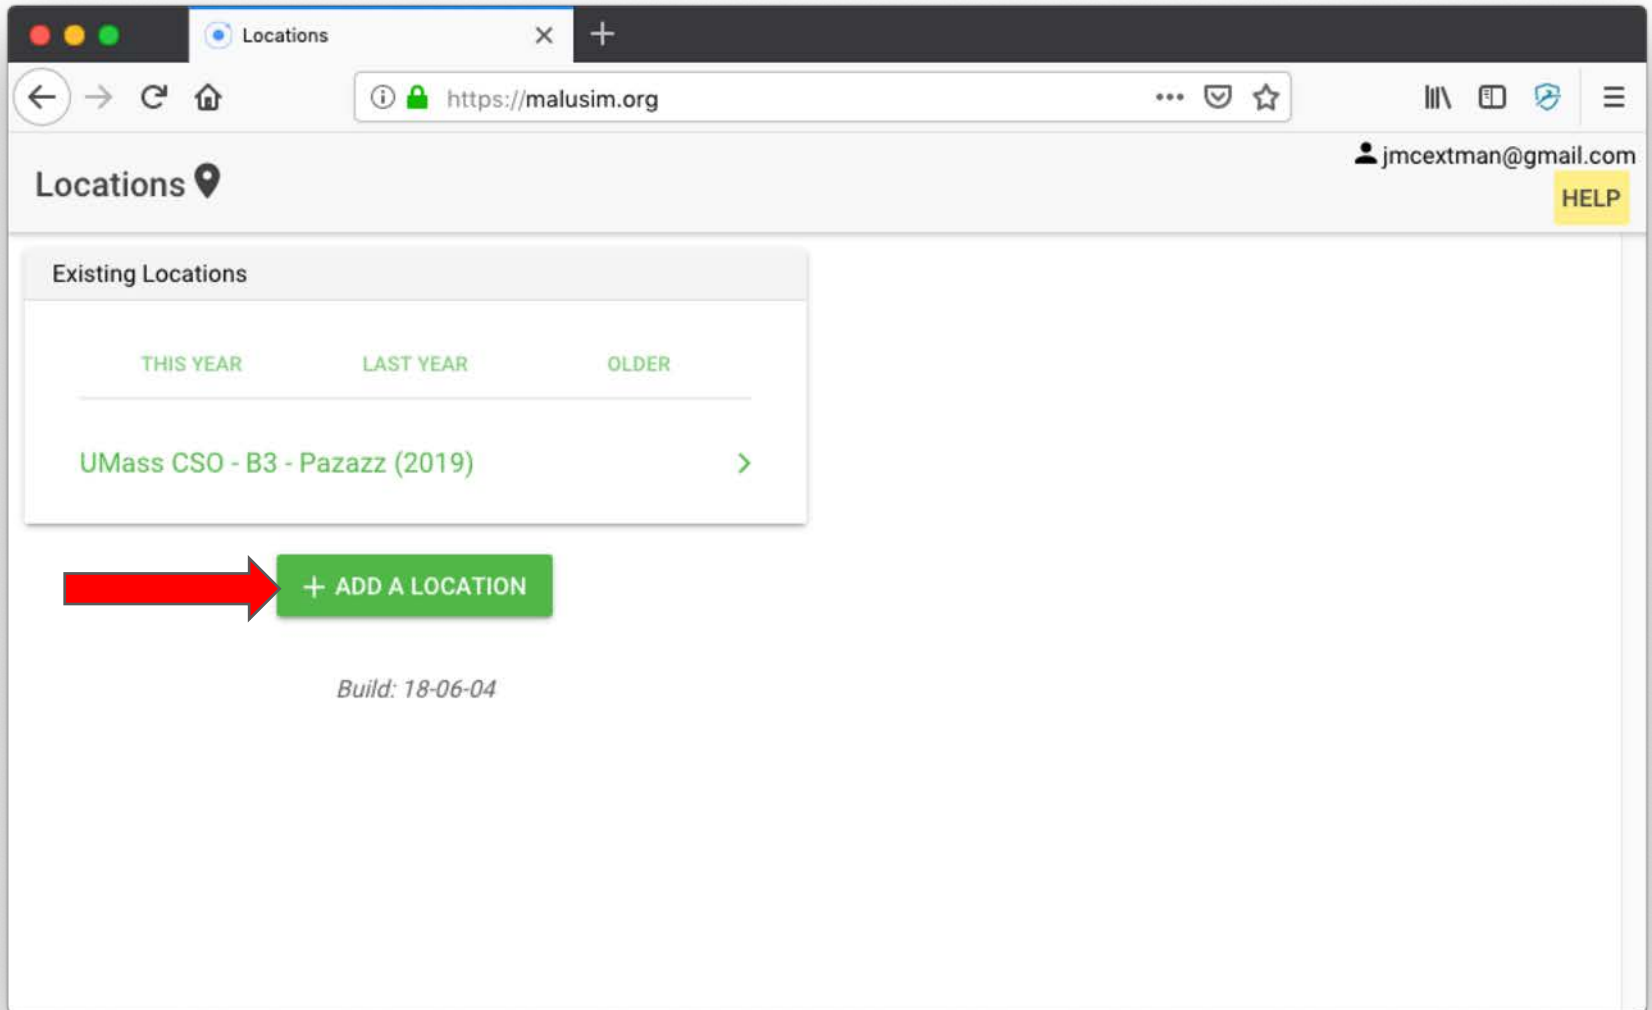 Locations
https://malusim.org
jmcextman@gmail.com
Locations
HELP
Existing Locations
THIS YEAR LAST YEAR OLDER
UMass CSO - B3 - Pazazz (2019)
+ ADD A LOCATION
Build: 18-06-04